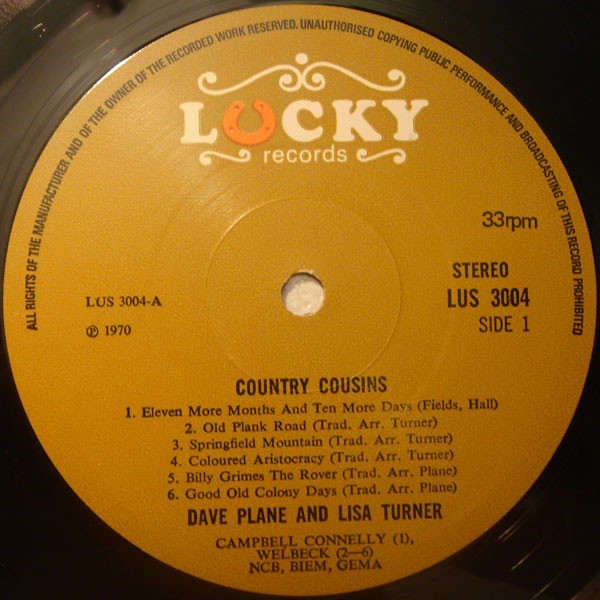 ALL RIGHTS OF THE MANUFACTURER AND OF THE OWNER OF THE RECORDED WORK RESERVED. UNAUTHORISED COPYING PUBLIC PERFORMANCE AND BROADCASTING OF THIS RECORD PROHIBITED
LUCKY
records
33rpm
STEREO
LUS 3004
SIDE 1
LUS 3004-A
℗ 1970
COUNTRY COUSINS
1. Eleven More Months And Ten More Days (Fields, Hall)
2. Old Plank Road (Trad. Arr. Turner)
3. Springfield Mountain (Trad. Arr. Turner)
4. Coloured Aristocracy (Trad. Arr. Turner)
5. Billy Grimes The Rover (Trad. Arr. Plane)
6. Good Old Colony Days (Trad. Arr. Plane)
DAVE PLANE AND LISA TURNER
CAMPBELL CONNELLY (1),
WELBECK (2—6)
NCB, BIEM, GEMA